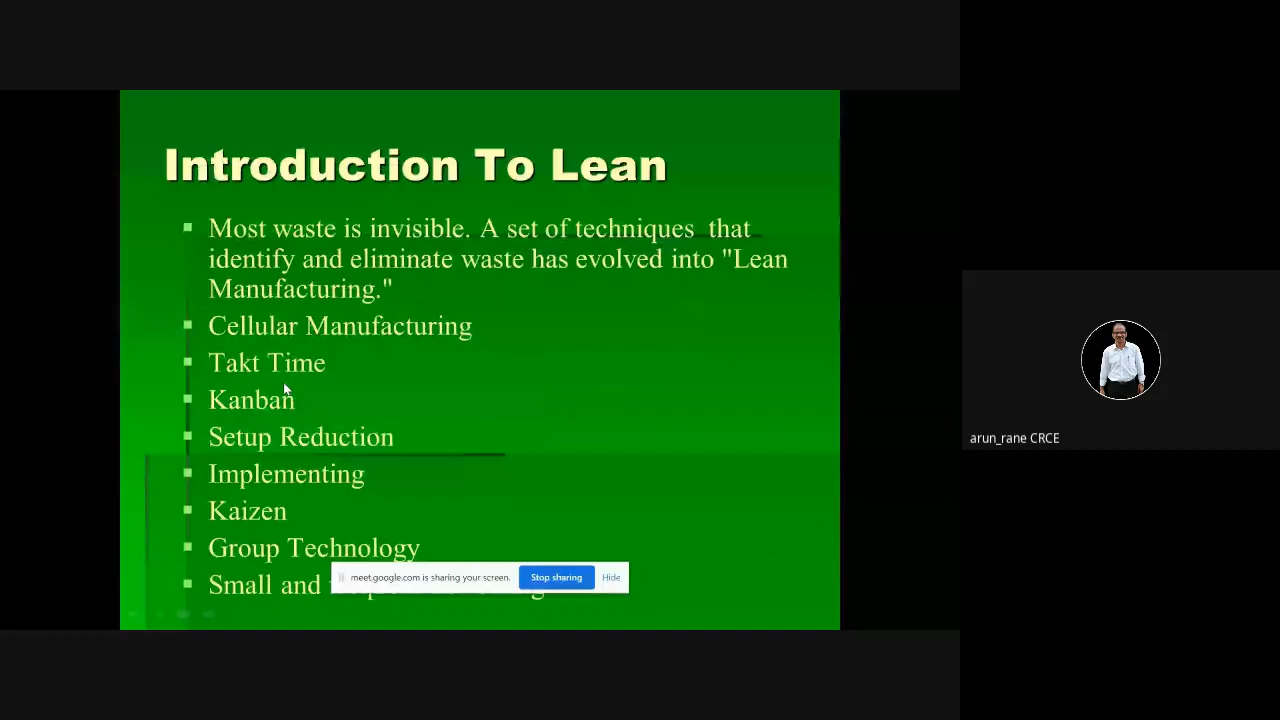 Introduction To Lean
Most waste is invisible. A set of techniques that
identify and eliminate waste has evolved into "Lean
Manufacturing."
Cellular Manufacturing
Takt Time
Kanban
Setup Reduction
Implementing
Kaizen
Group Technology
Small and
meet.google.com is sharing your screen. Stop sharing Hide
arun_rane CRCE